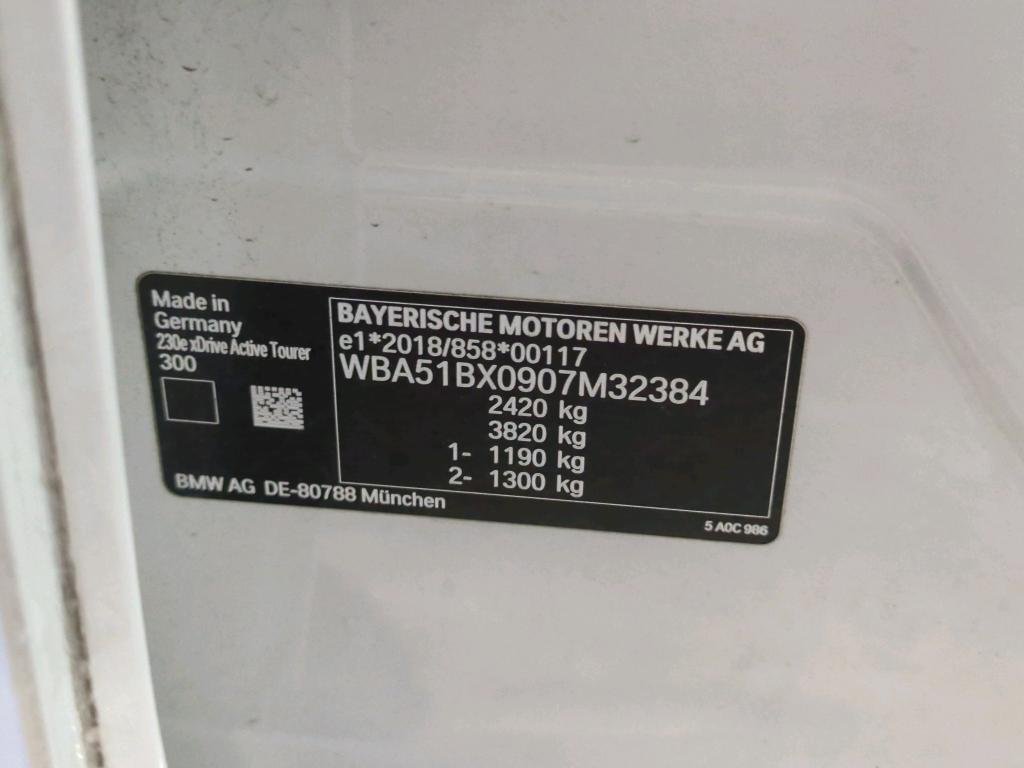 Made in
Germany
230e xDrive Active Tourer
300
BMW AG DE-80788 München
BAYERISCHE MOTOREN WERKE AG
e1*2018/858*00117
WBA51BX0907M32384
2420 kg
3820 kg
1- 1190 kg
2- 1300 kg
5 A0C 986